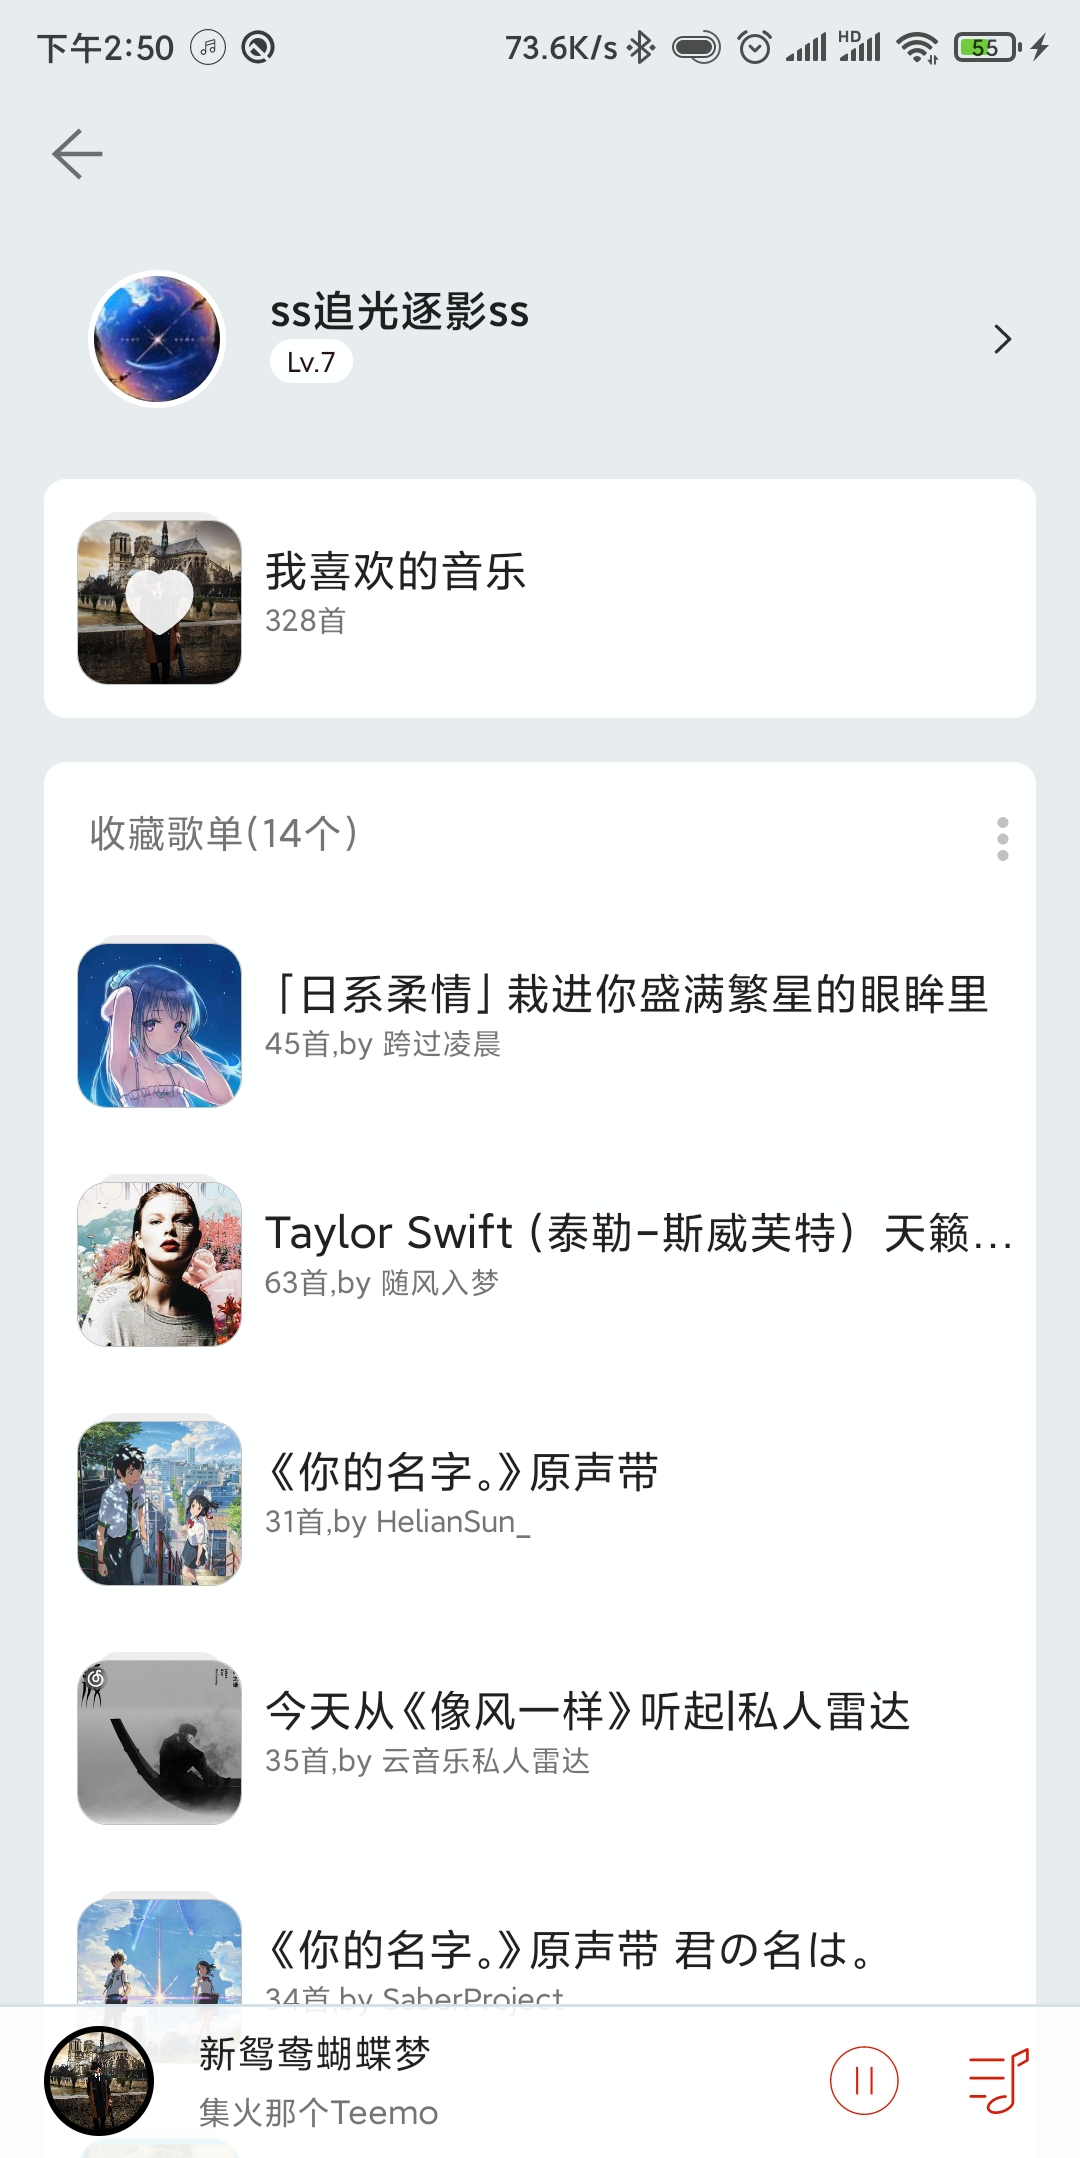 下午2:50
73.6K/s
HD
55
ss追光逐影ss
Lv.7
我喜欢的音乐
328首
收藏歌单(14个)
「日系柔情」栽进你盛满繁星的眼眸里
45首,by 跨过凌晨
Taylor Swift（泰勒-斯威芙特）天籁...
63首,by 随风入梦
《你的名字。》原声带
31首,by HelianSun_
今天从《像风一样》听起|私人雷达
35首,by 云音乐私人雷达
《你的名字。》原声带 君の名は。
34首,by SaberProject
新鸳鸯蝴蝶梦
集火那个Teemo